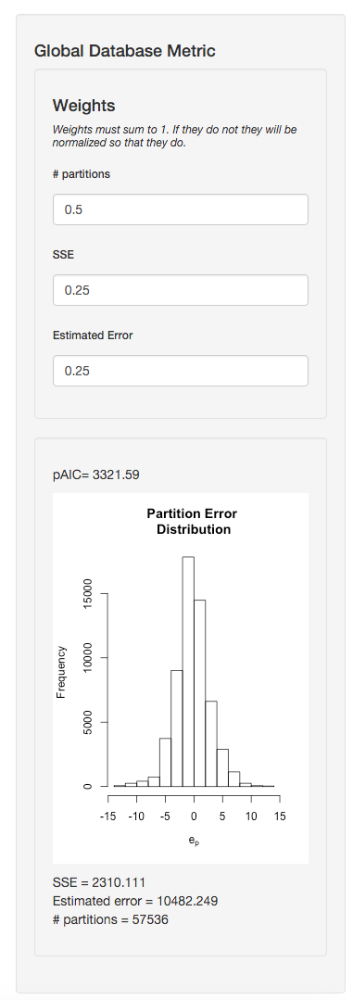 Global Database Metric
Weights
Weights must sum to 1. If they do not they will be
normalized so that they do.
# partitions
0.5
SSE
0.25
Estimated Error
0.25
pAIC= 3321.59
Partition Error
Distribution
Frequency
15000
10000
5000
0
-15 -10 -5 0 5 10 15
ep
SSE = 2310.111
Estimated error = 10482.249
# partitions = 57536